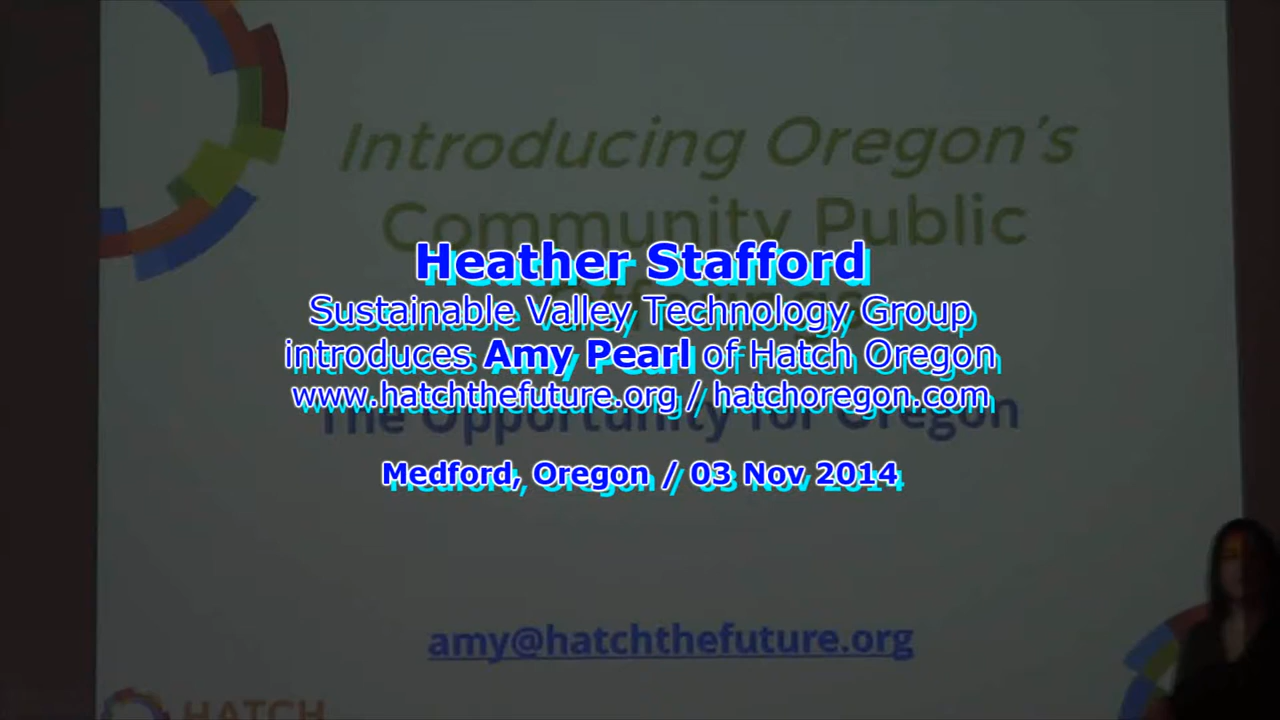 Introducing Oregon's
Community Public
Heather Stafford
Sustainable Valley Technology Group
introduces Amy Pearl of Hatch Oregon
www.hatchthefuture.org / hatchoregon.com
The Opportunity for Oregon
Medford, Oregon / 03 Nov 2014
amy@hatchthefuture.org
HATCH